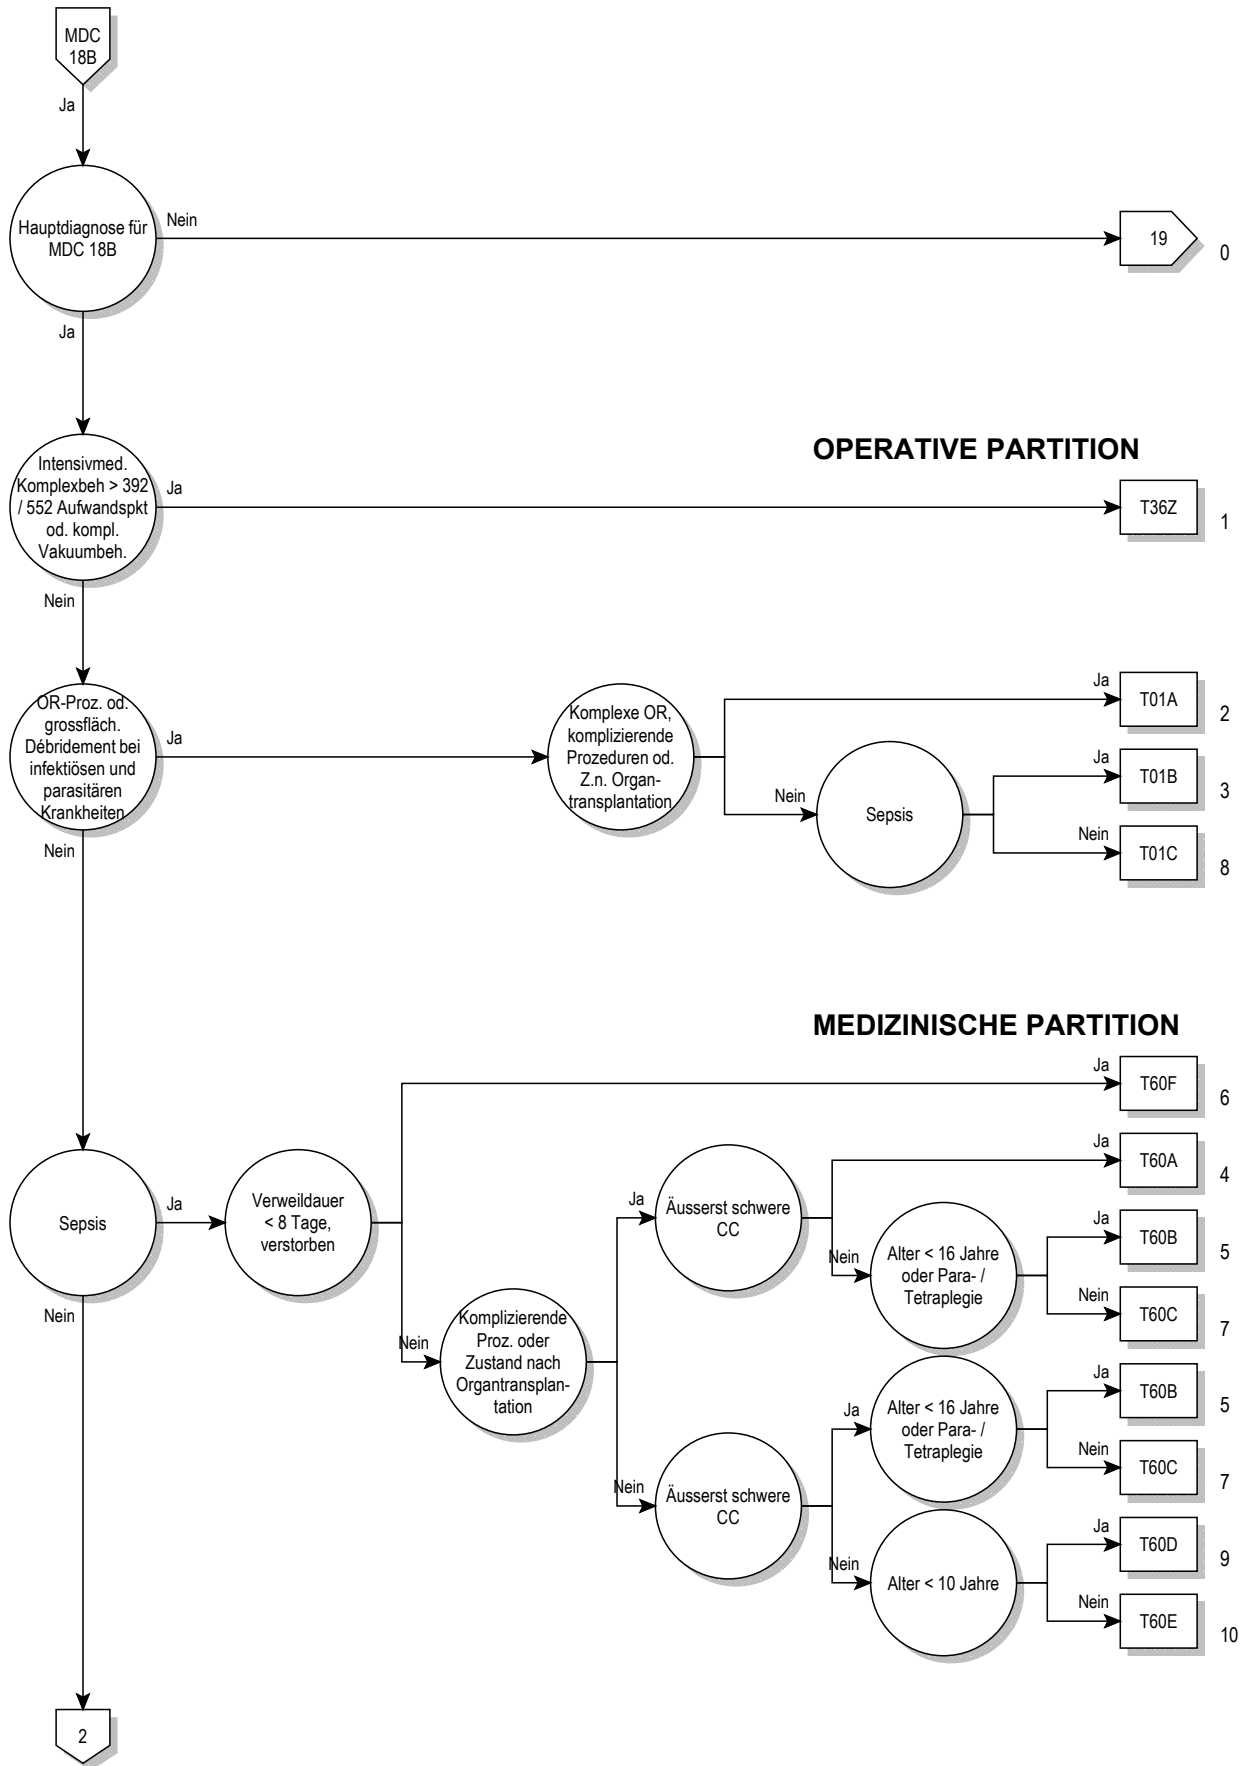 MDC
18B
Ja
Hauptdiagnose für
MDC 18B
Nein
19
0
Ja
OPERATIVE PARTITION
Intensivmed.
Komplexbeh > 392
/ 552 Aufwandspkt
od. kompl.
Vakuumbeh.
Ja
T36Z
1
Nein
OR-Proz. od.
grossfläch.
Débridement bei
infektiösen und
parasitären
Krankheiten
Ja
Komplexe OR,
komplizierende
Prozeduren od.
Z.n. Organ-
transplantation
Ja
T01A
2
Nein
Sepsis
Ja
T01B
3
Nein
T01C
8
Nein
MEDIZINISCHE PARTITION
Ja
T60F
6
Sepsis
Ja
Verweildauer
< 8 Tage,
verstorben
Nein
Komplizierende
Proz. oder
Zustand nach
Organtransplan-
tation
Ja
Äusserst schwere
CC
Ja
T60A
4
Nein
Alter < 16 Jahre
oder Para- /
Tetraplegie
Ja
T60B
5
Nein
T60C
7
Nein
Äusserst schwere
CC
Ja
Alter < 16 Jahre
oder Para- /
Tetraplegie
Ja
T60B
5
Nein
T60C
7
Nein
Alter < 10 Jahre
Ja
T60D
9
Nein
T60E
10
Nein
2